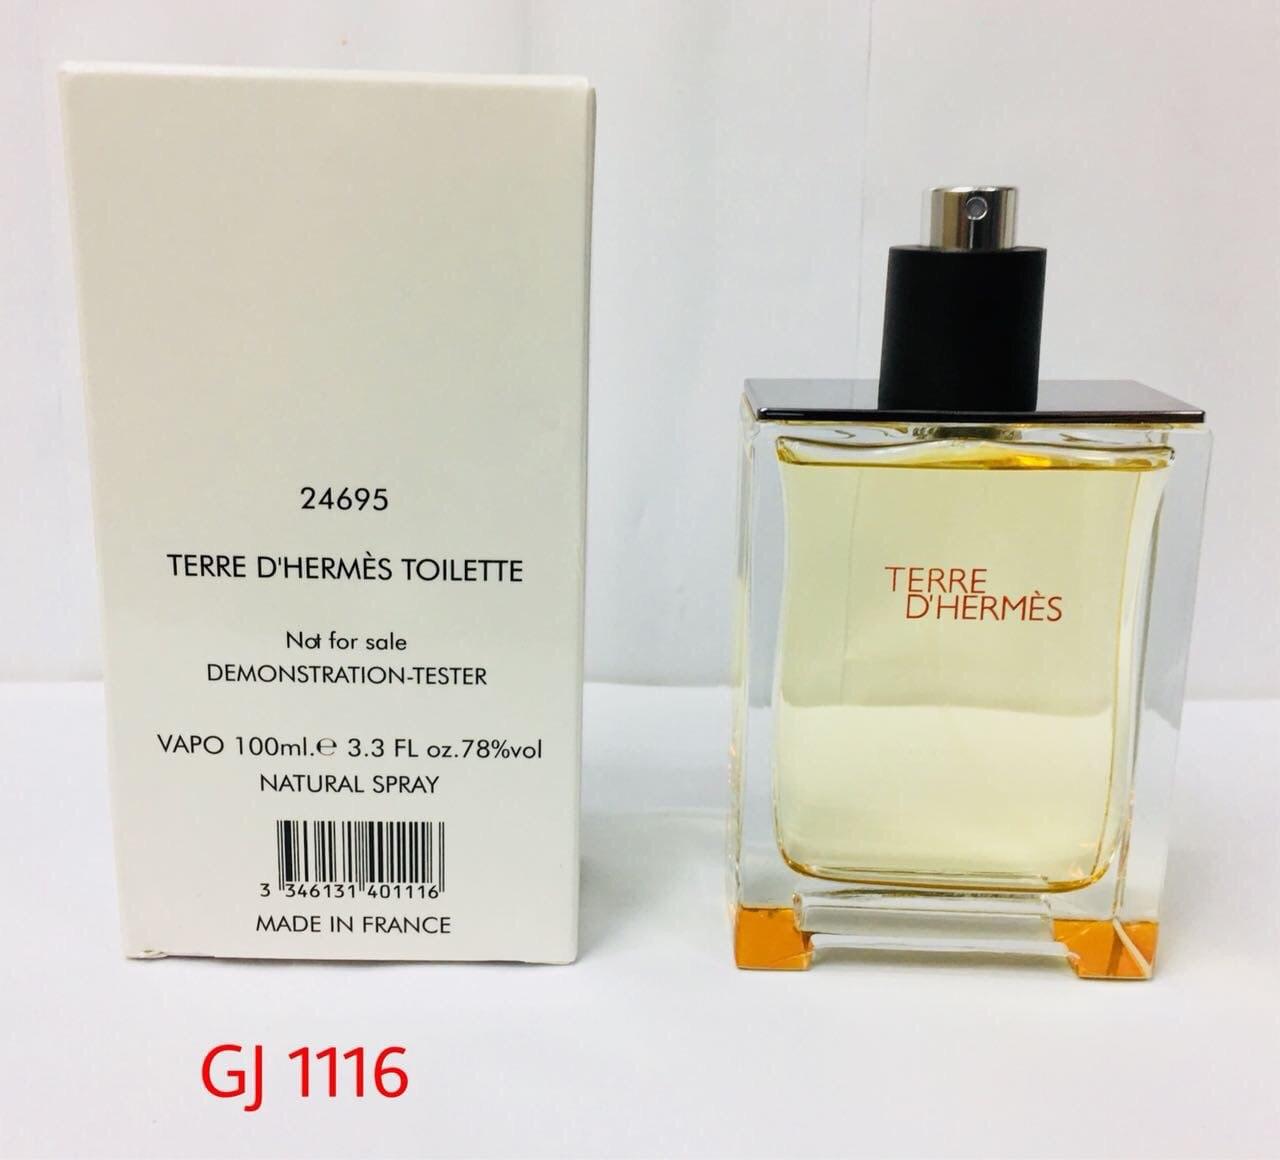 24695
TERRE D'HERMÈS TOILETTE
Not for sale
DEMONSTRATION-TESTER
VAPO 100ml.℮ 3.3 FL oz.78%vol
NATURAL SPRAY
3 346131 401116
MADE IN FRANCE
TERRE
D'HERMÈS
GJ 1116